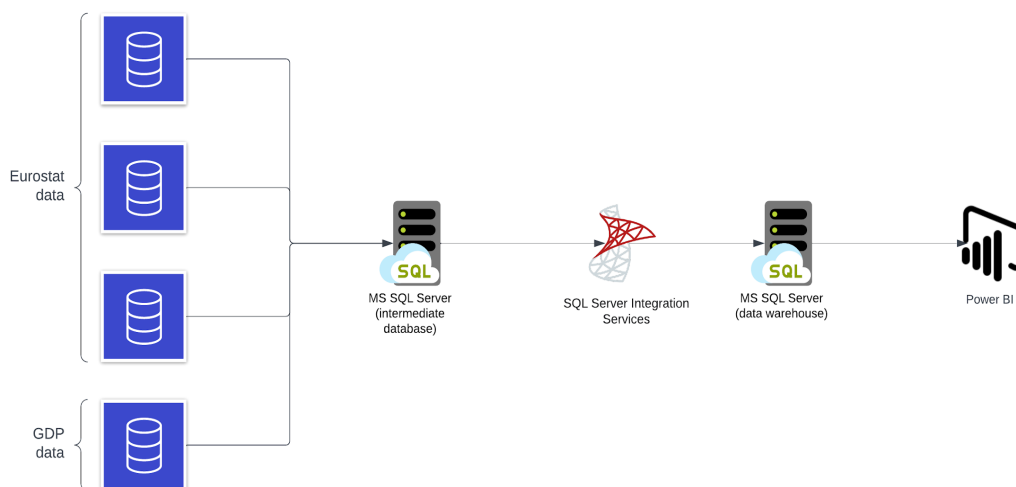 Eurostat
data
SQL
MS SQL Server
(intermediate
database)
SQL Server Integration
Services
SQL
MS SQL Server
(data warehouse)
Power BI
GDP
data